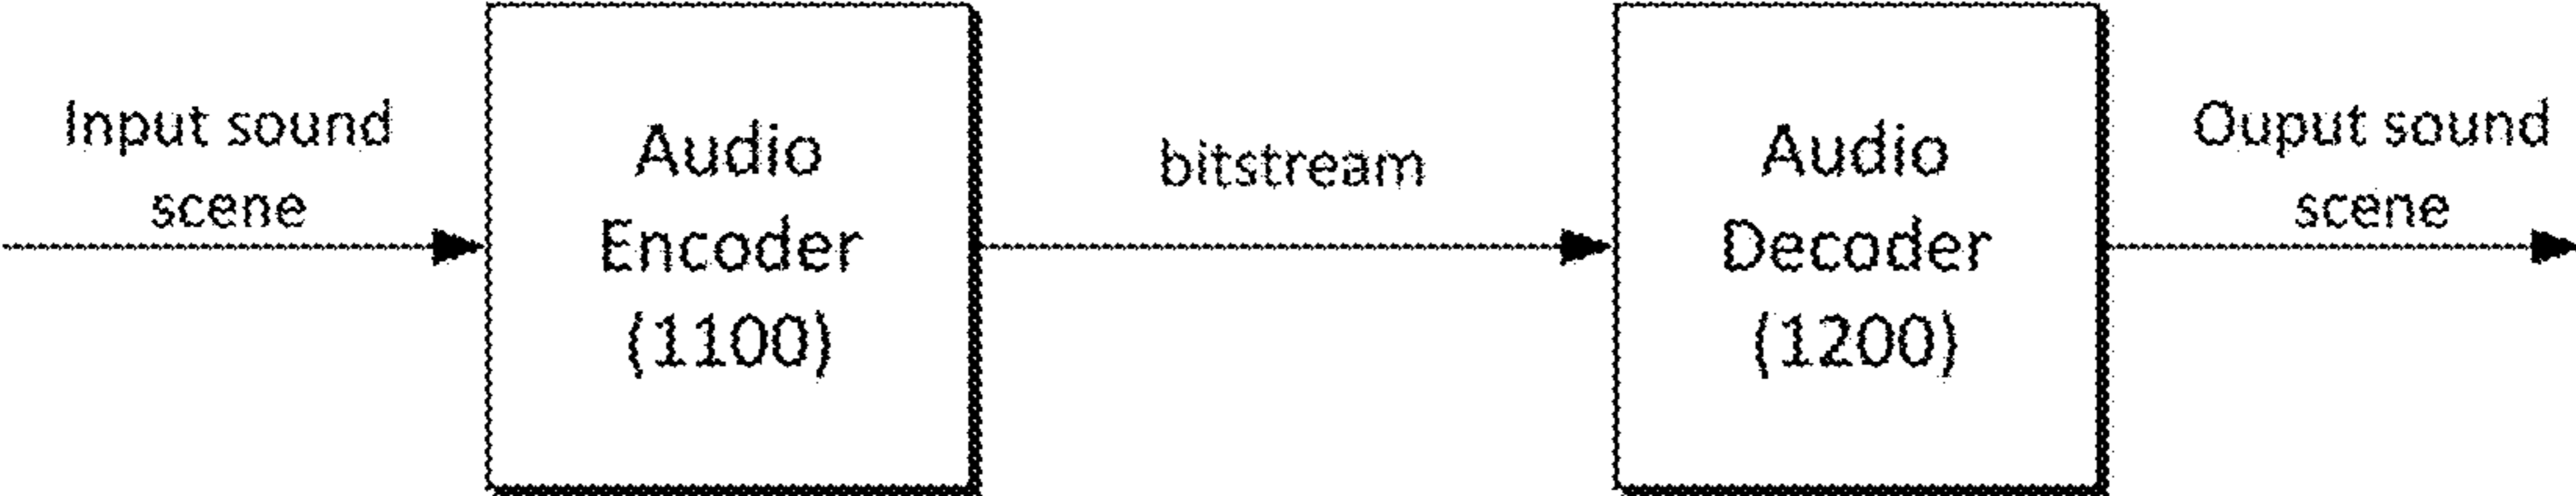 Input sound
scene
Audio
Encoder
(1100)
bitstream
Audio
Decoder
(1200)
Ouput sound
scene